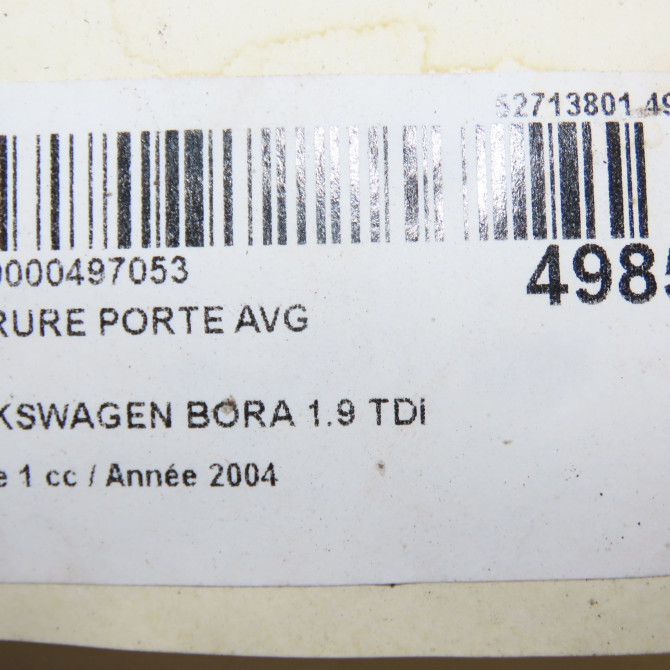 52713801 49
0000497053
4985
RURE PORTE AVG
KSWAGEN BORA 1.9 TDi
e 1 cc / Année 2004